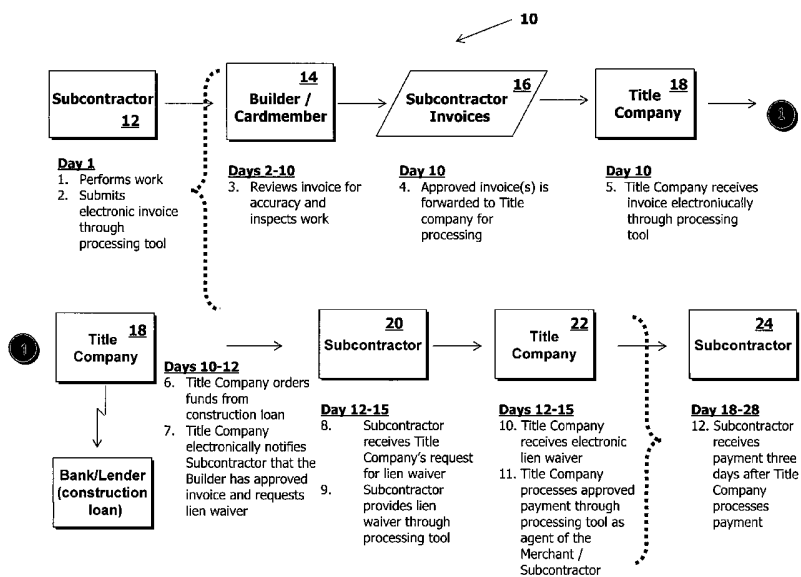 10
Subcontractor
12
14
Builder /
Cardmember
16
Subcontractor
Invoices
18
Title
Company
1
Day 1
1. Performs work
2. Submits
electronic invoice
through
processing tool
Days 2-10
3. Reviews invoice for
accuracy and
inspects work
Day 10
4. Approved invoice(s) is
forwarded to Title
company for
processing
Day 10
5. Title Company receives
invoice electroniucally
through processing
tool
1
18
Title
Company
Bank/Lender
(construction
loan)
Days 10-12
6. Title Company orders
funds from
construction loan
7. Title Company
electronically notifies
Subcontractor that the
Builder has approved
invoice and requests
lien waiver
20
Subcontractor
Day 12-15
8. Subcontractor
receives Title
Company's request
for lien waiver
9. Subcontractor
provides lien
waiver through
processing tool
22
Title
Company
Days 12-15
10. Title Company
receives electronic
lien waiver
11. Title Company
processes approved
payment through
processing tool as
agent of the
Merchant /
Subcontractor
24
Subcontractor
Day 18-28
12. Subcontractor
receives
payment three
days after Title
Company
processes
payment